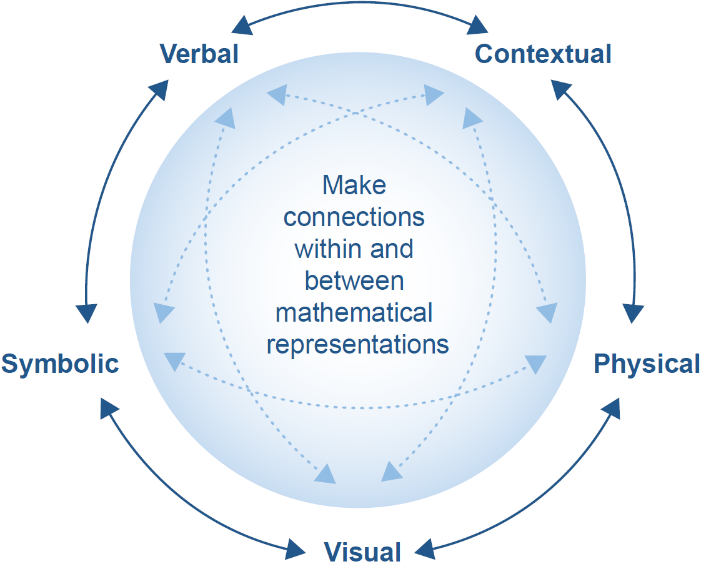 Verbal
Contextual
Make
connections
within and
between
mathematical
representations
Symbolic
Physical
Visual